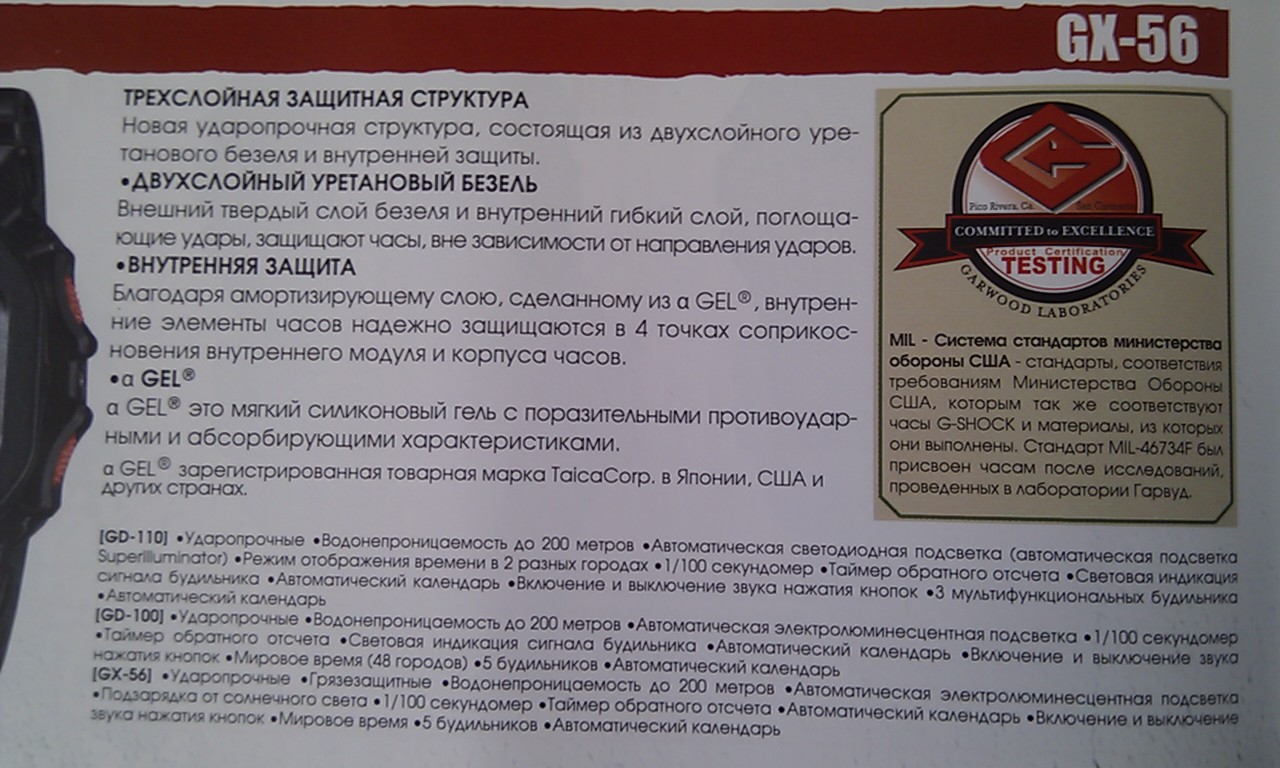 GX-56
ТРЕХСЛОЙНАЯ ЗАЩИТНАЯ СТРУКТУРА
Новая ударопрочная структура, состоящая из двухслойного уре-
танового безеля и внутренней защиты.
•ДВУХСЛОЙНЫЙ УРЕТАНОВЫЙ БЕЗЕЛЬ
Внешний твердый слой безеля и внутренний гибкий слой, поглоща-
ющие удары, защищают часы, вне зависимости от направления ударов.
•ВНУТРЕННЯЯ ЗАЩИТА
Благодаря амортизирующему слою, сделанному из α GEL®, внутрен-
ние элементы часов надежно защищаются в 4 точках соприкос-
новения внутреннего модуля и корпуса часов.
•α GEL®
α GEL® это мягкий силиконовый гель с поразительными противоудар-
ными и абсорбирующими характеристиками.
α GEL® зарегистрированная товарная марка TaicaCorp. в Японии, США и
других странах.
Pico Rivera, Ca.
COMMITTED to EXCELLENCE
Product Certification
TESTING
GARWOOD LABORATORIES
MIL - Система стандартов министерства
обороны США - стандарты, соответствия
требованиям Министерства Обороны
США, которым так же соответствуют
часы G-SHOCK и материалы, из которых
они выполнены. Стандарт MIL-46734F был
присвоен часам после исследований,
проведенных в лаборатории Гарвуд.
[GD-110] •Ударопрочные •Водонепроницаемость до 200 метров •Автоматическая светодиодная подсветка (автоматическая подсветка
SuperIlluminator) •Режим отображения времени в 2 разных городах •1/100 секундомер •Таймер обратного отсчета •Световая индикация
сигнала будильника •Автоматический календарь •Включение и выключение звука нажатия кнопок •3 мультифункциональных будильника
•Автоматический календарь
[GD-100] •Ударопрочные •Водонепроницаемость до 200 метров •Автоматическая электролюминесцентная подсветка •1/100 секундомер
•Таймер обратного отсчета •Световая индикация сигнала будильника •Автоматический календарь •Включение и выключение звука
нажатия кнопок •Мировое время (48 городов) •5 будильников •Автоматический календарь
[GX-56] •Ударопрочные •Грязезащитные •Водонепроницаемость до 200 метров •Автоматическая электролюминесцентная подсветка
•Подзарядка от солнечного света •1/100 секундомер •Таймер обратного отсчета •Автоматический календарь •Включение и выключение
звука нажатия кнопок •Мировое время •5 будильников •Автоматический календарь